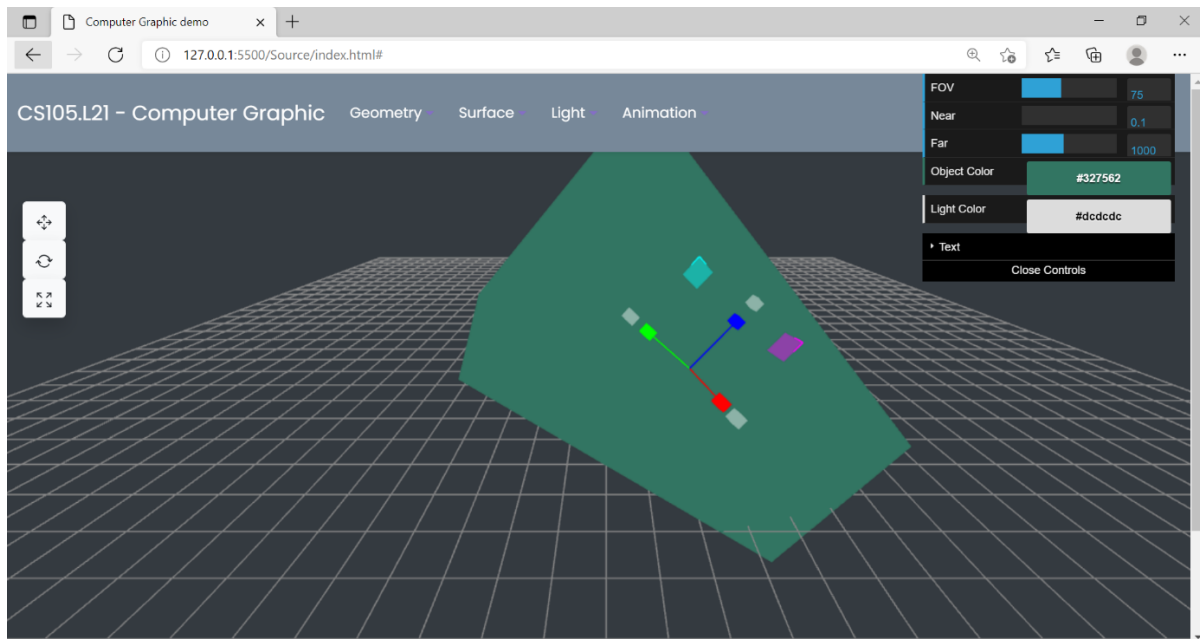 Computer Graphic demo
127.0.0.1:5500/Source/index.html#
CS105.L21 - Computer Graphic Geometry Surface Light Animation
FOV 75
Near 0.1
Far 1000
Object Color #327562
Light Color #dcdcdc
Text
Close Controls